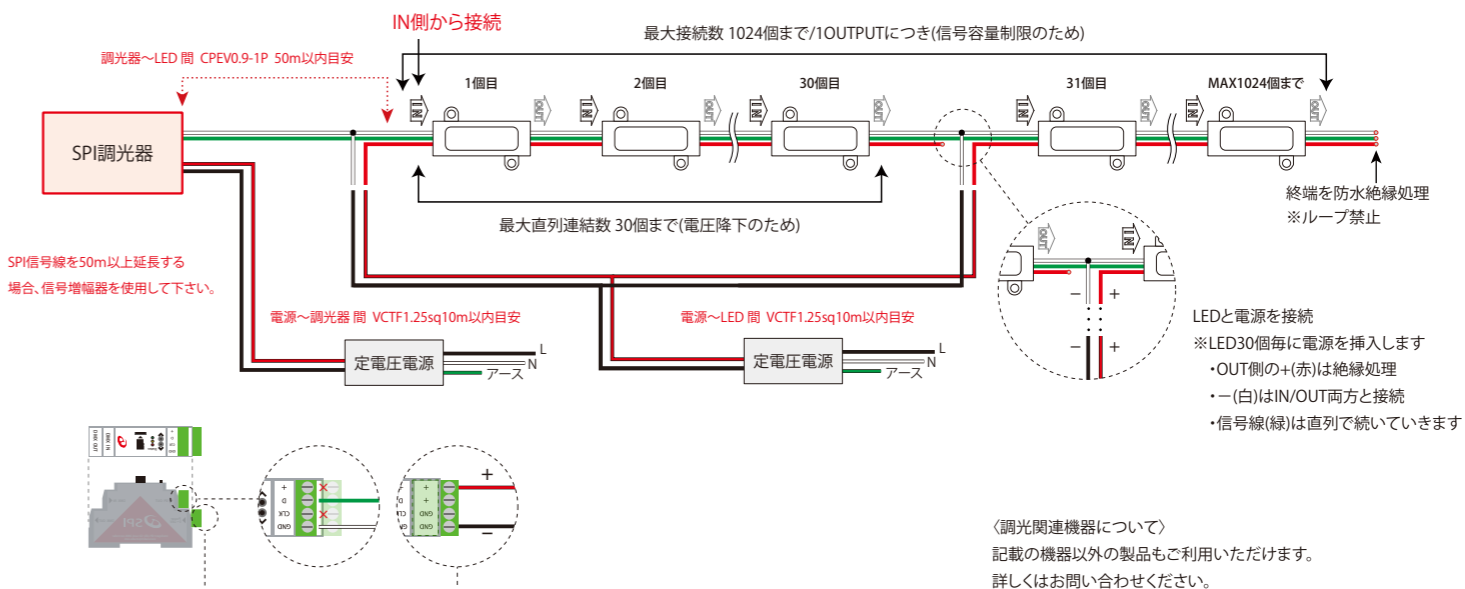 IN側から接続
最大接続数 1024個まで/1OUTPUTにつき(信号容量制限のため)
調光器〜LED 間 CPEV0.9-1P 50m以内目安
1個目
2個目
30個目
31個目
MAX1024個まで
IN
OUT
IN
OUT
IN
OUT
IN
OUT
IN
OUT
SPI調光器
終端を防水絶縁処理
※ループ禁止
最大直列連結数 30個まで(電圧降下のため)
OUT
IN
SPI信号線を50m以上延長する
場合、信号増幅器を使用して下さい。
− +
− +
電源〜調光器 間 VCTF1.25sq10m以内目安
電源〜LED 間 VCTF1.25sq10m以内目安
LEDと電源を接続
※LED30個毎に電源を挿入します
・OUT側の+(赤)は絶縁処理
・−(白)はIN/OUT両方と接続
・信号線(緑)は直列で続いていきます
定電圧電源
L
N
アース
定電圧電源
L
N
アース
DMX OUT
DMX IN
SPI
+
D
CLK
GND
+
+
GND
GND
+
−
〈調光関連機器について〉
記載の機器以外の製品もご利用いただけます。
詳しくはお問い合わせください。